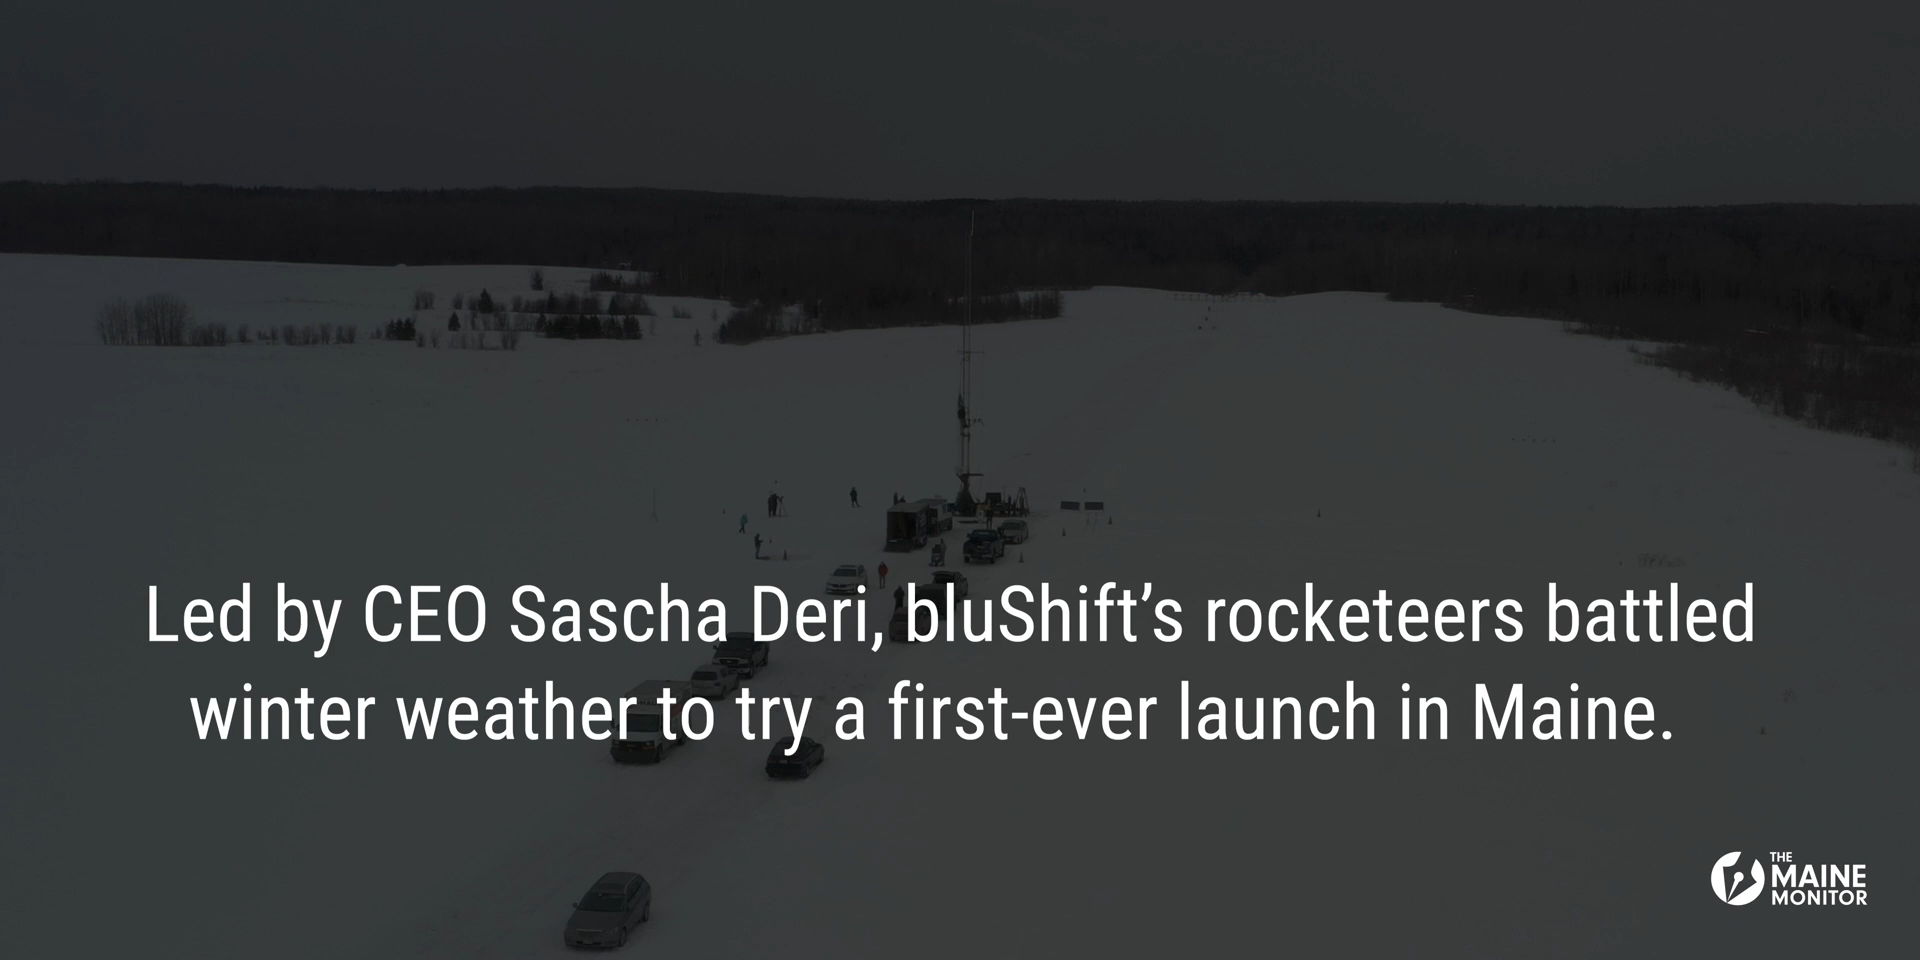 Led by CEO Sascha Deri, bluShift’s rocketeers battled
winter weather to try a first-ever launch in Maine.
THE
MAINE
MONITOR